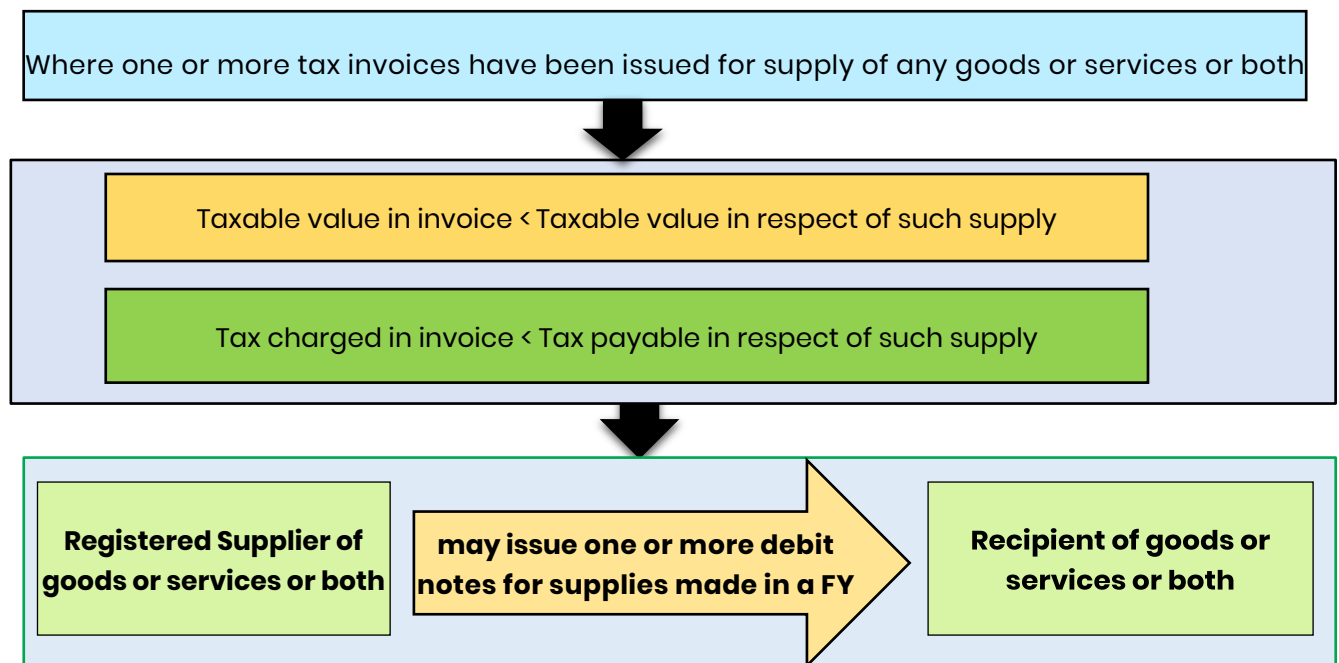 Where one or more tax invoices have been issued for supply of any goods or services or both
Taxable value in invoice < Taxable value in respect of such supply
Tax charged in invoice < Tax payable in respect of such supply
Registered Supplier of
goods or services or both
may issue one or more debit
notes for supplies made in a FY
Recipient of goods or
services or both